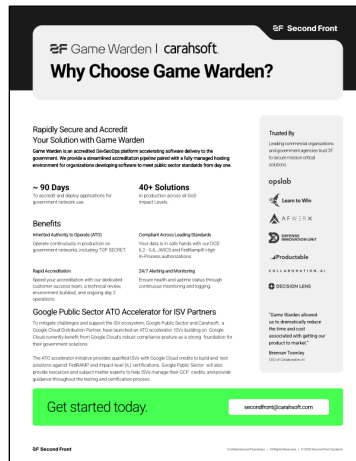 2F Second Front
2F Game Warden | carahsoft.
Why Choose Game Warden?
Rapidly Secure and Accredit
Your Solution with Game Warden
Game Warden is an accredited DevSecOps platform accelerating software delivery to the
government. We provide a streamlined accreditation pipeline paired with a fully managed hosting
environment for organizations developing software to meet public sector standards from day one.
~ 90 Days
To accredit and deploy applications for
government network use.
40+ Solutions
In production across all DoD
Impact Levels.
Benefits
Inherited Authority to Operate (ATO)
Operate continuously in production on
government networks, including TOP SECRET.
Compliant Across Leading Standards
Your data is in safe hands with our DOD
IL2 - IL6, JWICS and FedRAMP® High
In-Process authorizations.
Rapid Accreditation
Speed your accreditation with our dedicated
customer success team, a technical review,
environment buildout, and ongoing day 2
operations.
24/7 Alerting and Monitoring
Ensure health and uptime status through
continuous monitoring and logging.
Google Public Sector ATO Accelerator for ISV Partners
To mitigate challenges and support the ISV ecosystem, Google Public Sector and Carahsoft, a
Google Cloud Distribution Partner, have launched an ATO accelerator. ISVs building on Google
Cloud currently benefit from Google Cloud's robust compliance posture as a strong foundation for
their government solutions.
The ATO accelerator initiative provides qualified ISVs with Google Cloud credits to build and test
solutions against FedRAMP and impact-level (IL) certifications. Google Public Sector will also
provide resources and subject matter experts to help ISVs manage their GCP credits, and provide
guidance throughout the testing and certification process.
Trusted By
Leading commercial organizations
and government agencies trust 2F
to secure mission critical
solutions.
opslab
Learn to Win
AFWERX
DEFENSE
INNOVATION UNIT
Productable
COLLABORATION.AI
DECISION LENS
"Game Warden allowed
us to dramatically reduce
the time and cost
associated with getting our
product to market."
Brennan Townley
CEO of Collaboration.AI
Get started today.
secondfront@carahsoft.com
2F Second Front